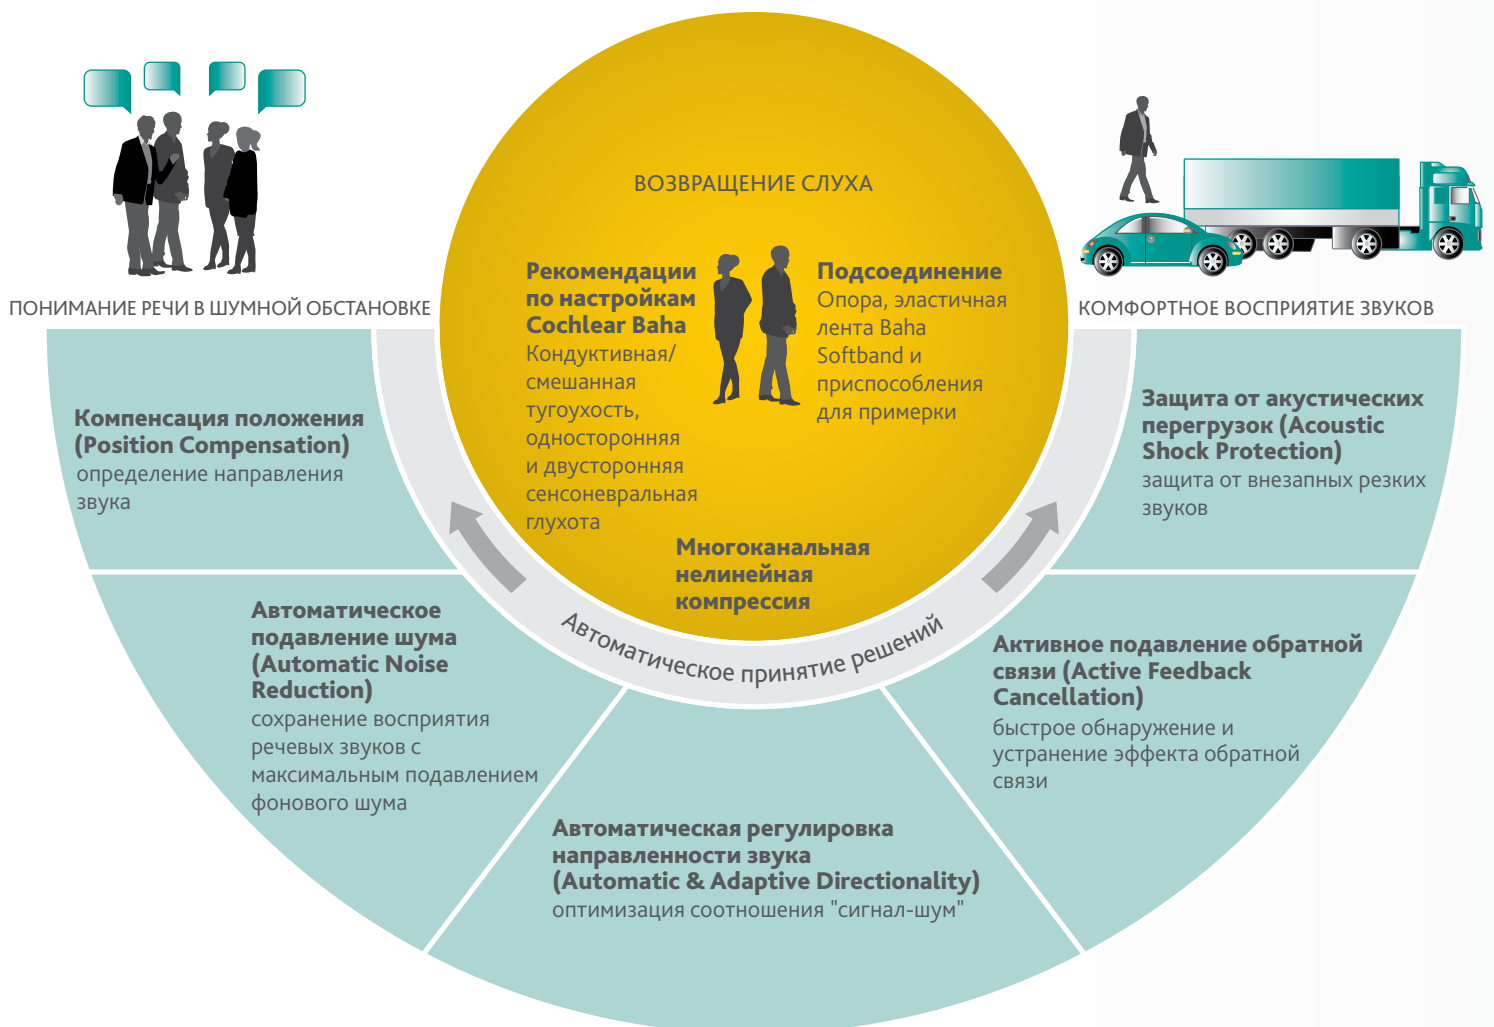 ВОЗВРАЩЕНИЕ СЛУХА
Рекомендации
по настройкам
Cochlear Baha
Кондуктивная/
смешанная
тугоухость,
односторонняя
и двусторонняя
сенсоневральная
глухота
Подсоединение
Опора, эластичная
лента Baha
Softband и
приспособления
для примерки
Многоканальная
нелинейная
компрессия
Автоматическое принятие решений
ПОНИМАНИЕ РЕЧИ В ШУМНОЙ ОБСТАНОВКЕ
КОМФОРТНОЕ ВОСПРИЯТИЕ ЗВУКОВ
Компенсация положения
(Position Compensation)
определение направления
звука
Автоматическое
подавление шума
(Automatic Noise
Reduction)
сохранение восприятия
речевых звуков с
максимальным подавлением
фонового шума
Автоматическая регулировка
направленности звука
(Automatic & Adaptive Directionality)
оптимизация соотношения "сигнал-шум"
Активное подавление обратной
связи (Active Feedback
Cancellation)
быстрое обнаружение и
устранение эффекта обратной
связи
Защита от акустических
перегрузок (Acoustic
Shock Protection)
защита от внезапных резких
звуков